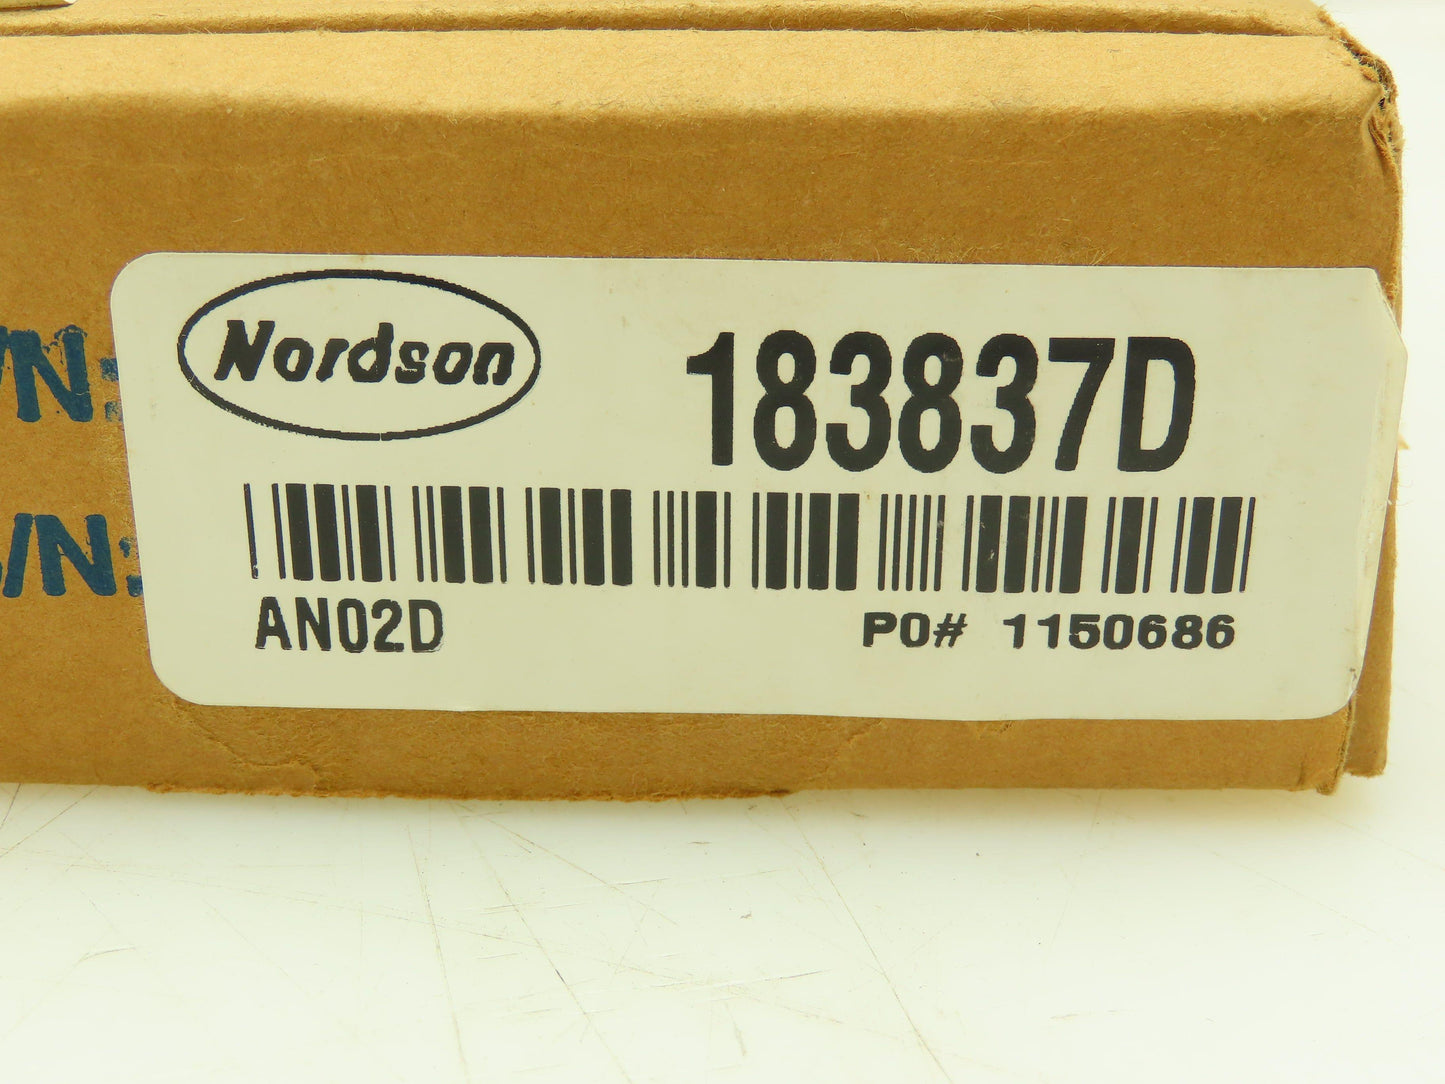 Nordson
183837D
/N:
/N:
AN02D
PO# 1150686